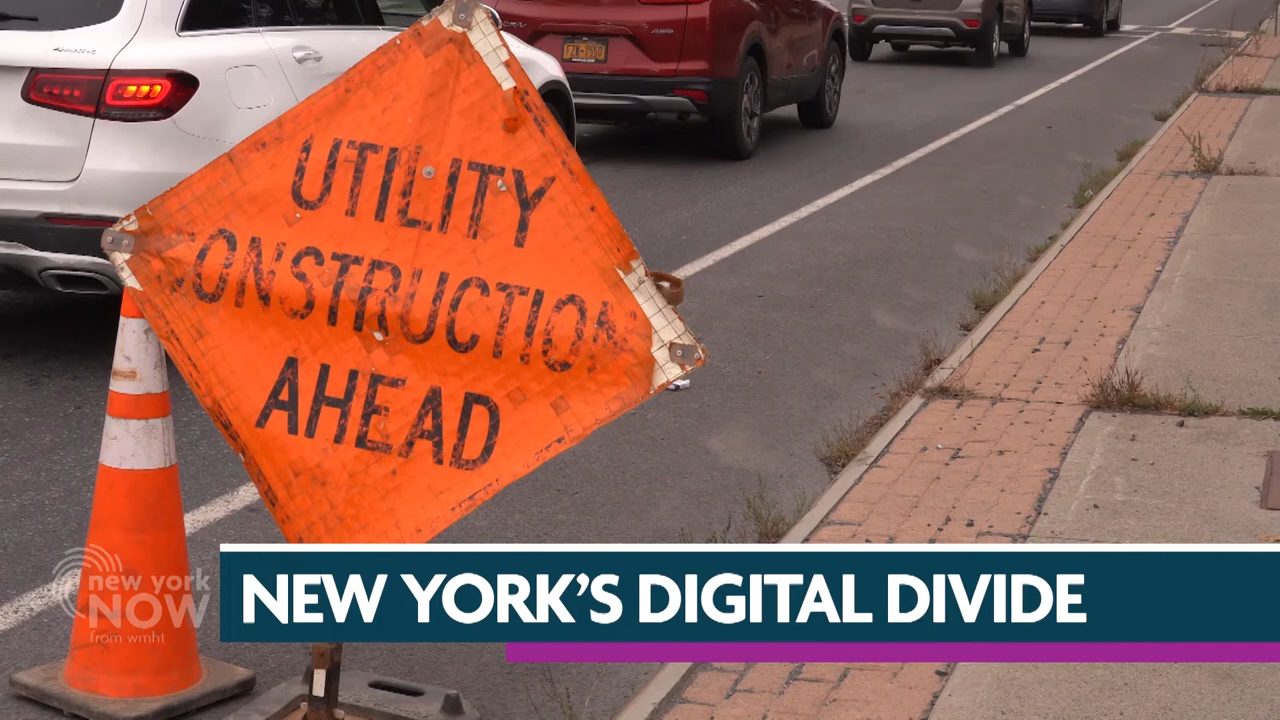 UTILITY
CONSTRUCTION
AHEAD
NEW YORK'S DIGITAL DIVIDE
new york
NOW
from wmht